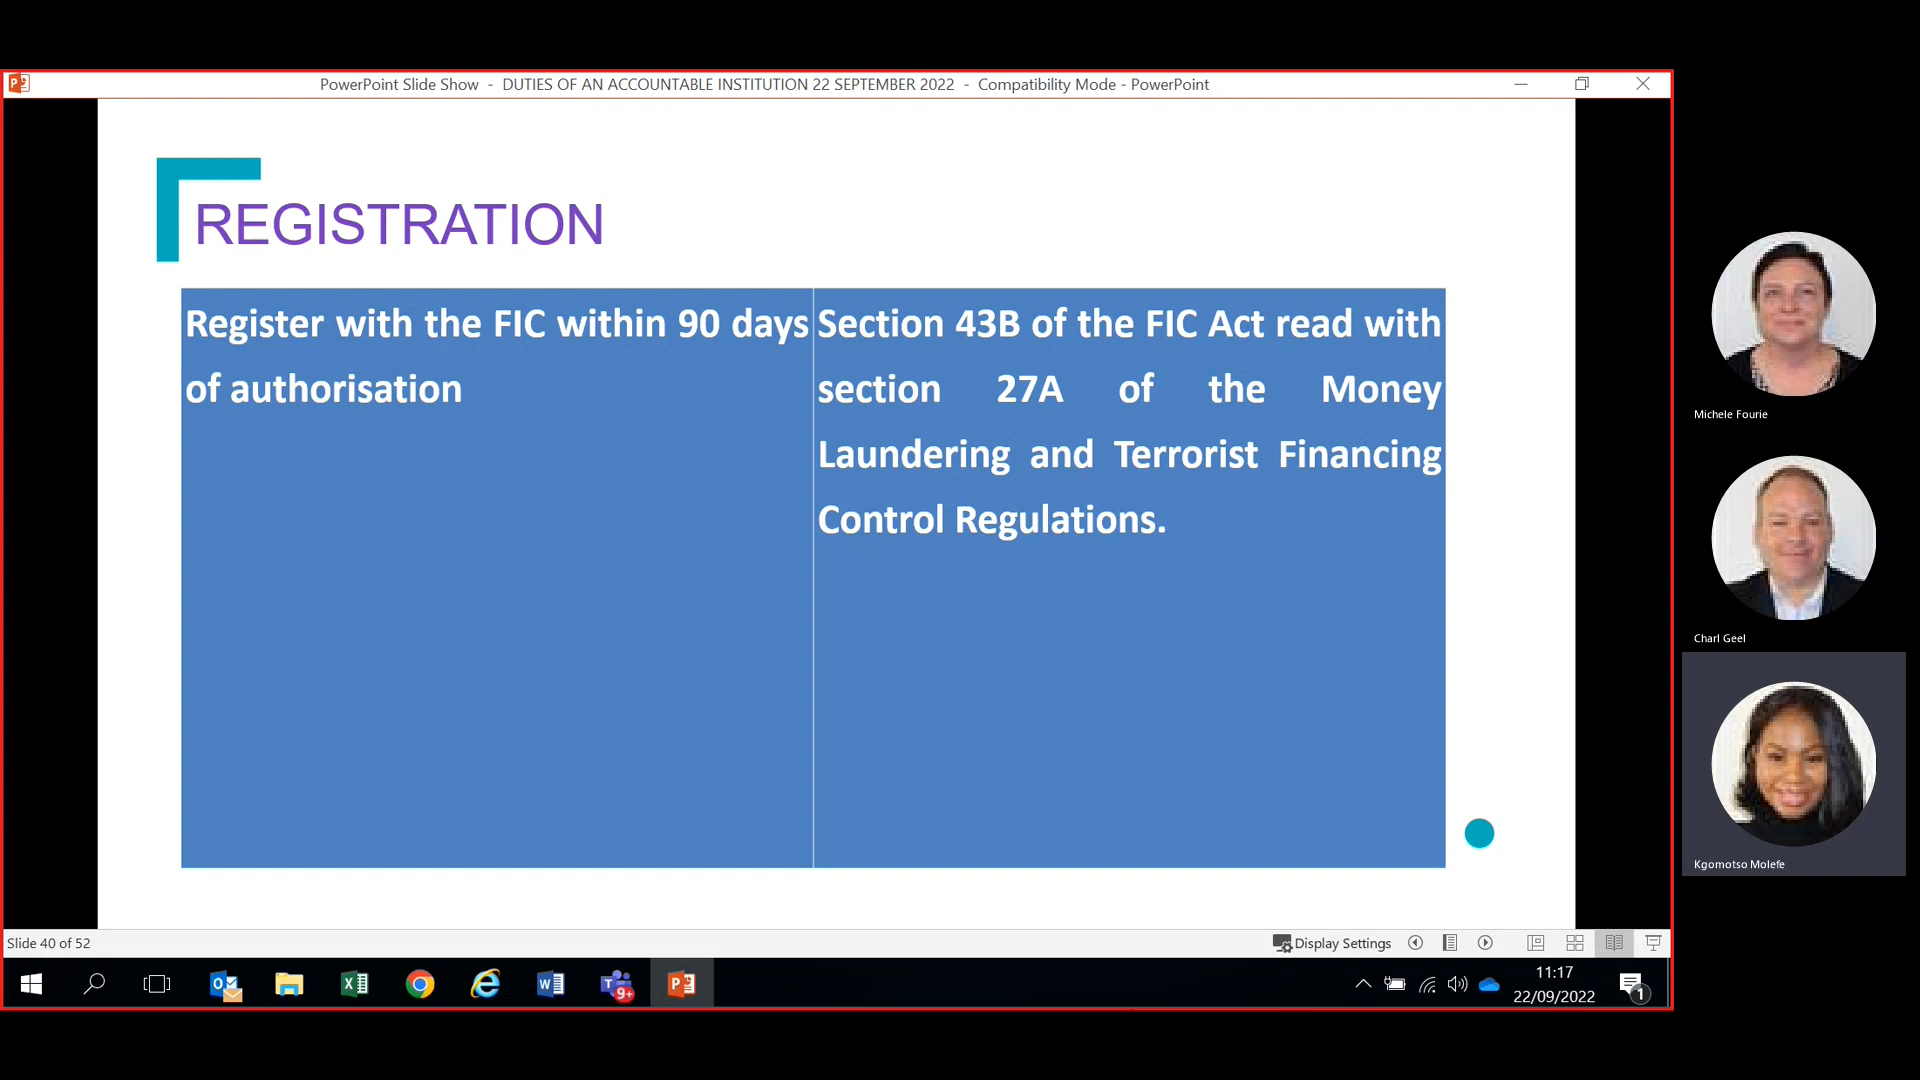 PowerPoint Slide Show - DUTIES OF AN ACCOUNTABLE INSTITUTION 22 SEPTEMBER 2022 - Compatibility Mode - PowerPoint
REGISTRATION
Register with the FIC within 90 days
of authorisation
Section 43B of the FIC Act read with
section 27A of the Money
Laundering and Terrorist Financing
Control Regulations.
Michele Fourie
Charl Geel
Kgomotso Molefe
Slide 40 of 52
Display Settings
9+
11:17
22/09/2022
1